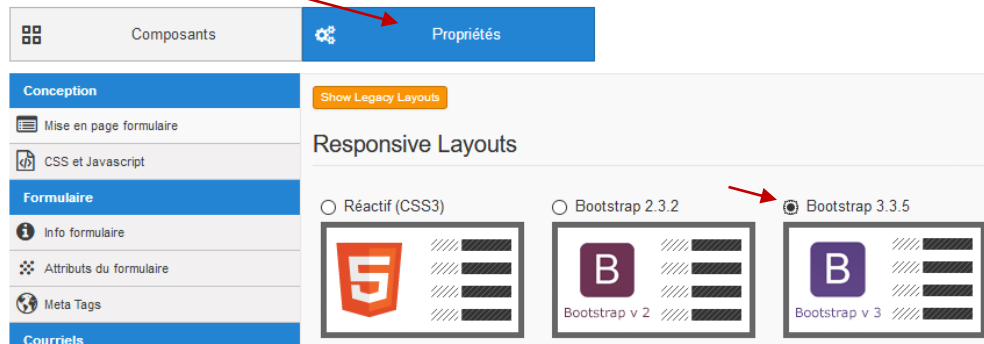 Composants
Propriétés
Conception
Mise en page formulaire
CSS et Javascript
Formulaire
Info formulaire
Attributs du formulaire
Meta Tags
Courriels
Show Legacy Layouts
Responsive Layouts
Réactif (CSS3)
Bootstrap 2.3.2
Bootstrap 3.3.5
5
B
Bootstrap v 2
B
Bootstrap v 3